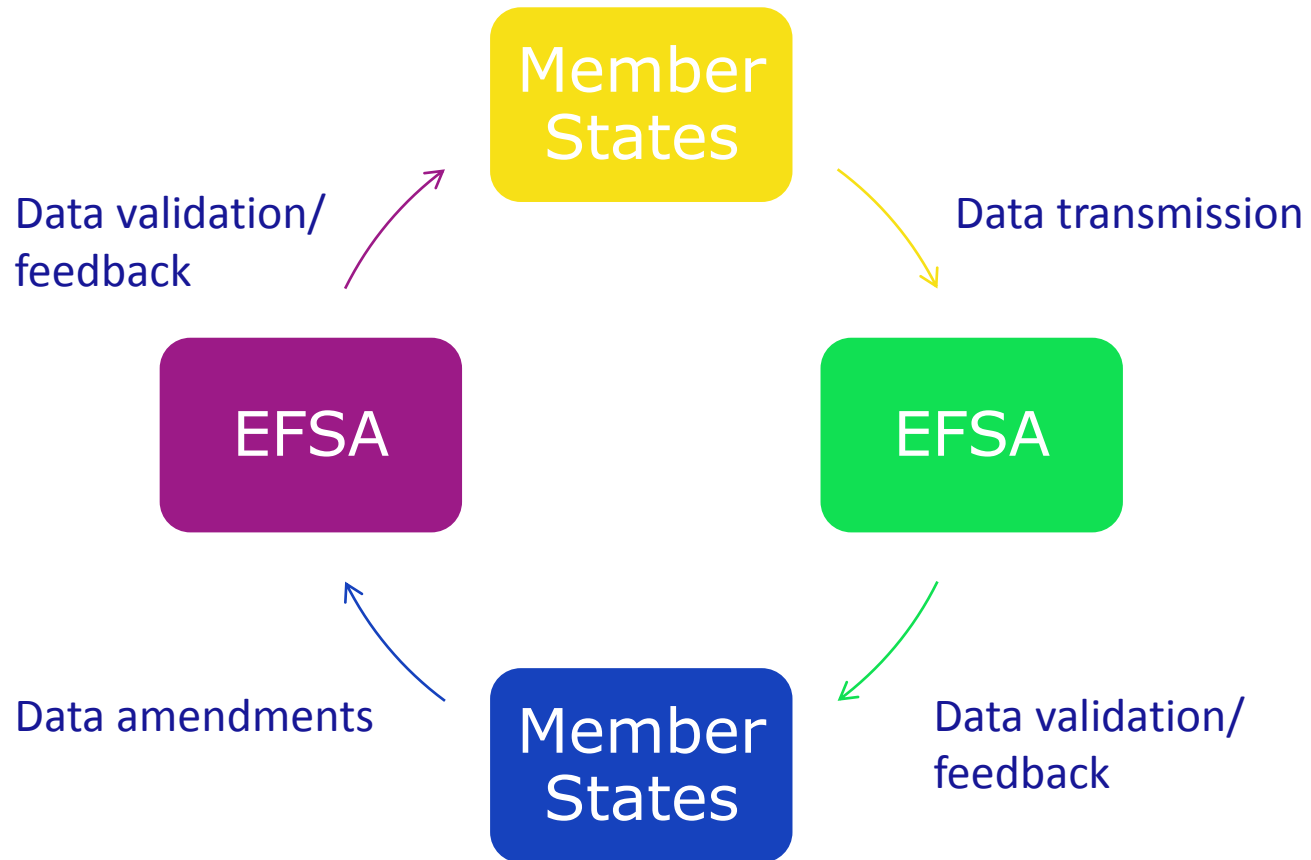 Member
States
Data validation/
feedback
Data transmission
EFSA
EFSA
Data amendments
Member
States
Data validation/
feedback